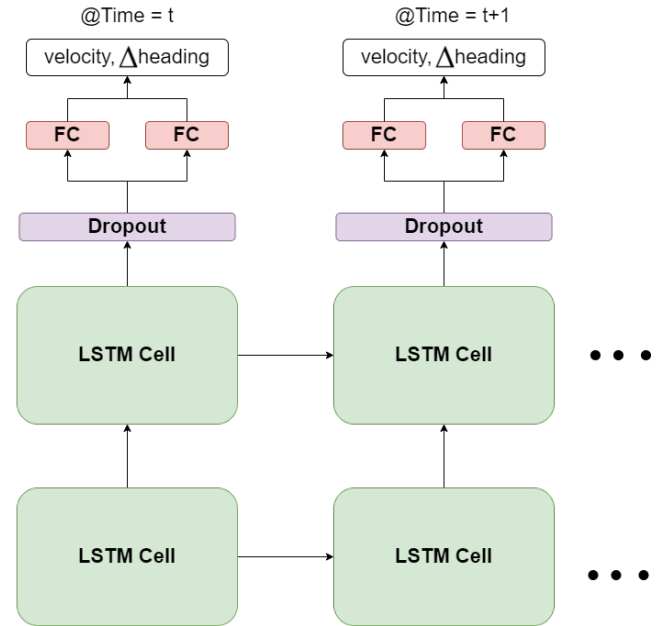 @Time = t
@Time = t+1
velocity, Δheading
velocity, Δheading
FC
FC
FC
FC
Dropout
Dropout
LSTM Cell
LSTM Cell
LSTM Cell
LSTM Cell